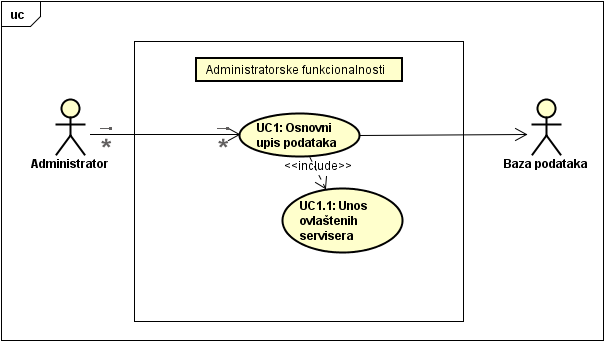 uc
Administratorske funkcionalnosti
UC1: Osnovni
upis podataka
*
*
Administrator
Baza podataka
<<include>>
UC1.1: Unos
ovlaštenih
servisera